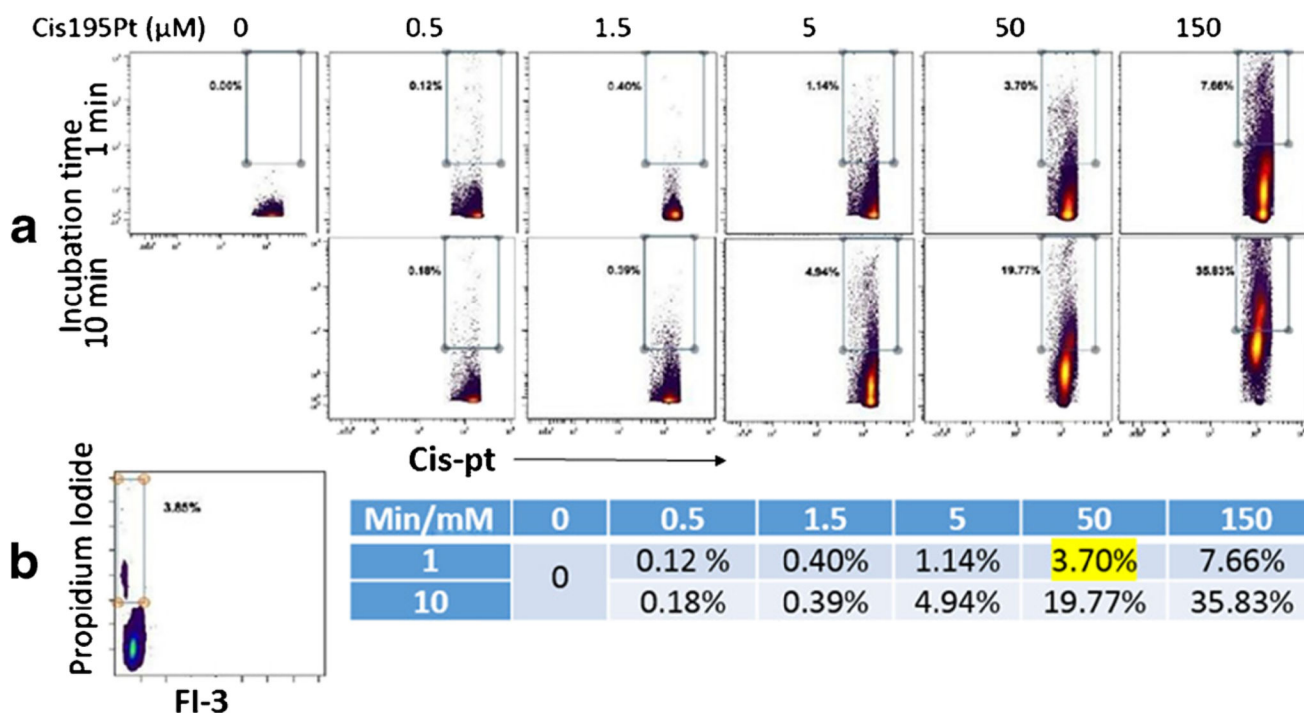 Cis195Pt (µM) 0 0.5 1.5 5 50 150
a
Incubation time
1 min
0.00% 0.12% 0.40% 1.14% 3.70% 7.66%
10 min
0.18% 0.39% 4.94% 19.77% 35.83%
Cis-pt
b
Propidium Iodide
3.85%
FI-3
Min/mM 0 0.5 1.5 5 50 150
1 0 0.12 % 0.40% 1.14% 3.70% 7.66%
10 0.18% 0.39% 4.94% 19.77% 35.83%